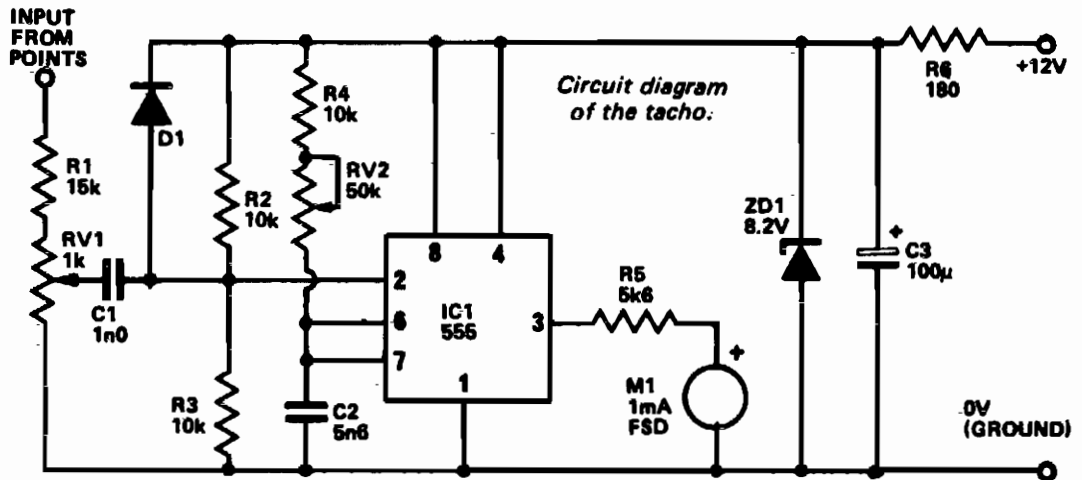 INPUT
FROM
POINTS
R1
15k
RV1
1k
C1
1n0
D1
R2
10k
R3
10k
R4
10k
RV2
50k
C2
5n6
8
4
2
6
7
3
1
IC1
555
Circuit diagram
of the tacho.
R5
5k6
+
M1
1mA
FSD
ZD1
8.2V
+
C3
100µ
R6
180
+12V
0V
(GROUND)